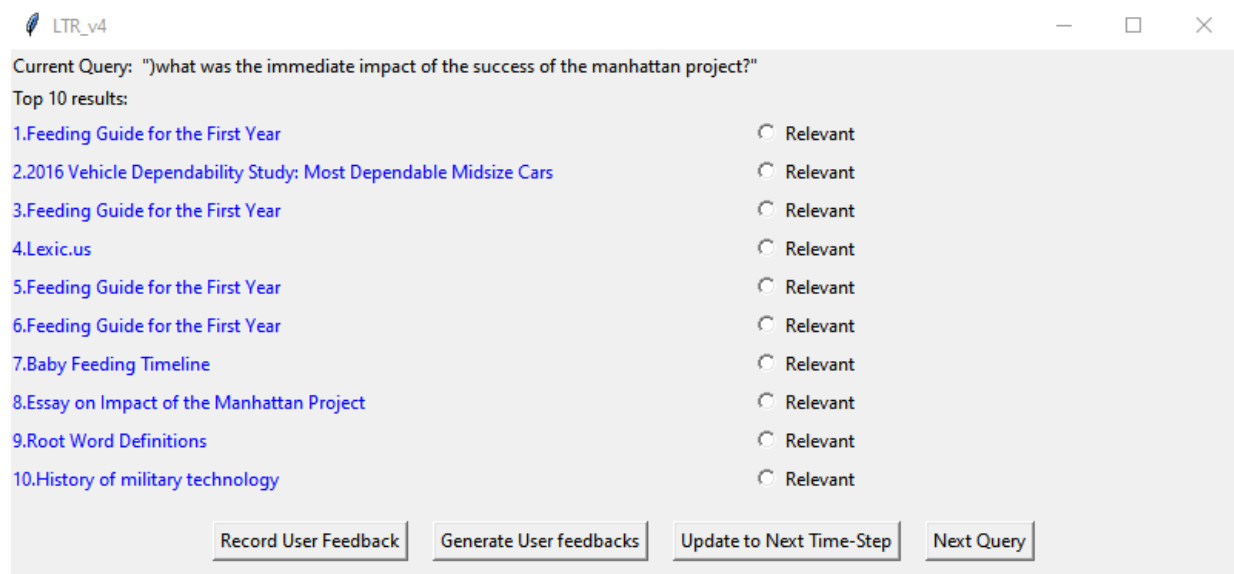 LTR_v4
Current Query:  ")what was the immediate impact of the success of the manhattan project?"
Top 10 results:
1.Feeding Guide for the First Year Relevant
2.2016 Vehicle Dependability Study: Most Dependable Midsize Cars Relevant
3.Feeding Guide for the First Year Relevant
4.Lexic.us Relevant
5.Feeding Guide for the First Year Relevant
6.Feeding Guide for the First Year Relevant
7.Baby Feeding Timeline Relevant
8.Essay on Impact of the Manhattan Project Relevant
9.Root Word Definitions Relevant
10.History of military technology Relevant
Record User Feedback Generate User feedbacks Update to Next Time-Step Next Query